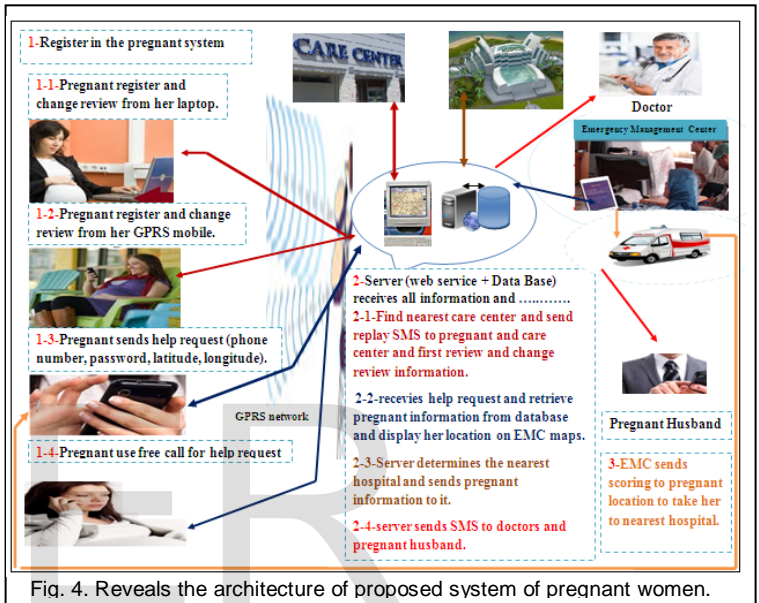 1-Register in the pregnant system
1-1-Pregnant register and
change review from her laptop.
1-2-Pregnant register and change
review from her GPRS mobile.
1-3-Pregnant sends help request (phone
number, password, latitude, longitude).
1-4-Pregnant use free call for help request
GPRS network
CARE CENTER
Doctor
Emergency Management Center
2-Server (web service + Data Base)
receives all information and ….……..
2-1-Find nearest care center and send
replay SMS to pregnant and care
center and first review and change
review information.
2-2-recevies help request and retrieve
pregnant information from database
and display her location on EMC maps.
2-3-Server determines the nearest
hospital and sends pregnant
information to it.
2-4-server sends SMS to doctors and
pregnant husband.
Pregnant Husband
3-EMC sends
scoring to pregnant
location to take her
to nearest hospital.
Fig. 4. Reveals the architecture of proposed system of pregnant women.